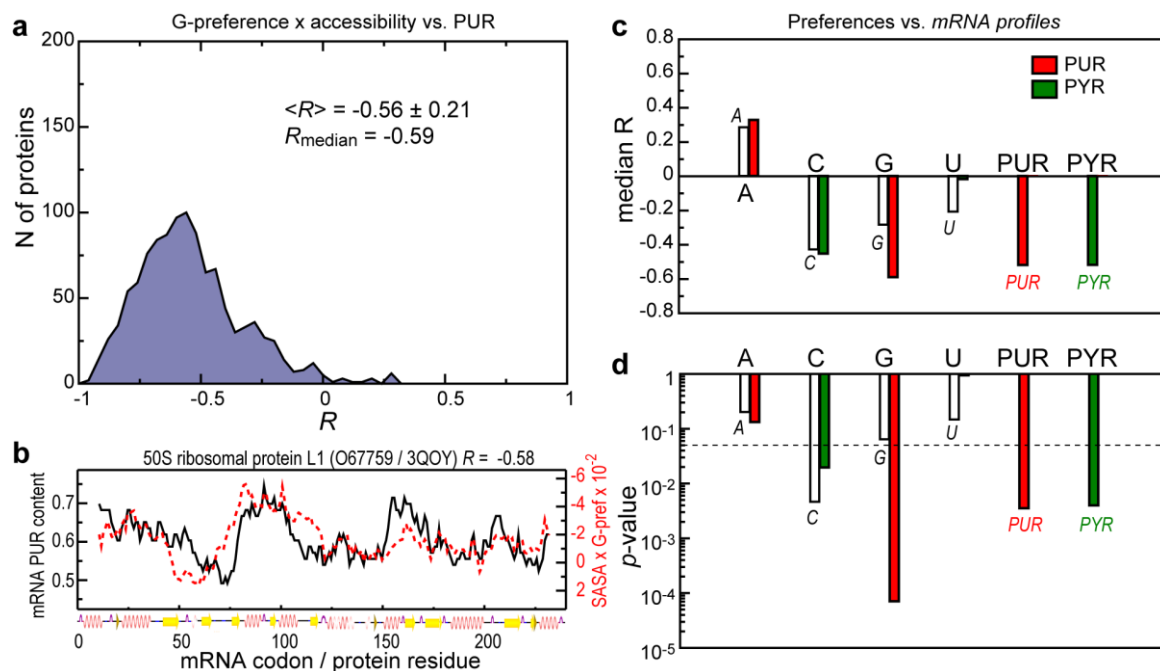 a
G-preference x accessibility vs. PUR
N of proteins
200
150
100
50
0
<R> = -0.56 ± 0.21
Rmedian = -0.59
-1
-0.5
0
0.5
1
R
b
50S ribosomal protein L1 (O67759 / 3QOY) R = -0.58
mRNA PUR content
0.7
0.6
0.5
-6
-4
-2
0
2
SASA x G-pref x 10-2
0
50
100
150
200
mRNA codon / protein residue
c
Preferences vs. mRNA profiles
median R
0.8
0.6
0.4
0.2
0
-0.2
-0.4
-0.6
-0.8
PUR
PYR
A
C G U PUR PYR
A
C
G
U
PUR
PYR
d
A C G U PUR PYR
p-value
1
10-1
10-2
10-3
10-4
10-5
A
C
G
U
PUR
PYR